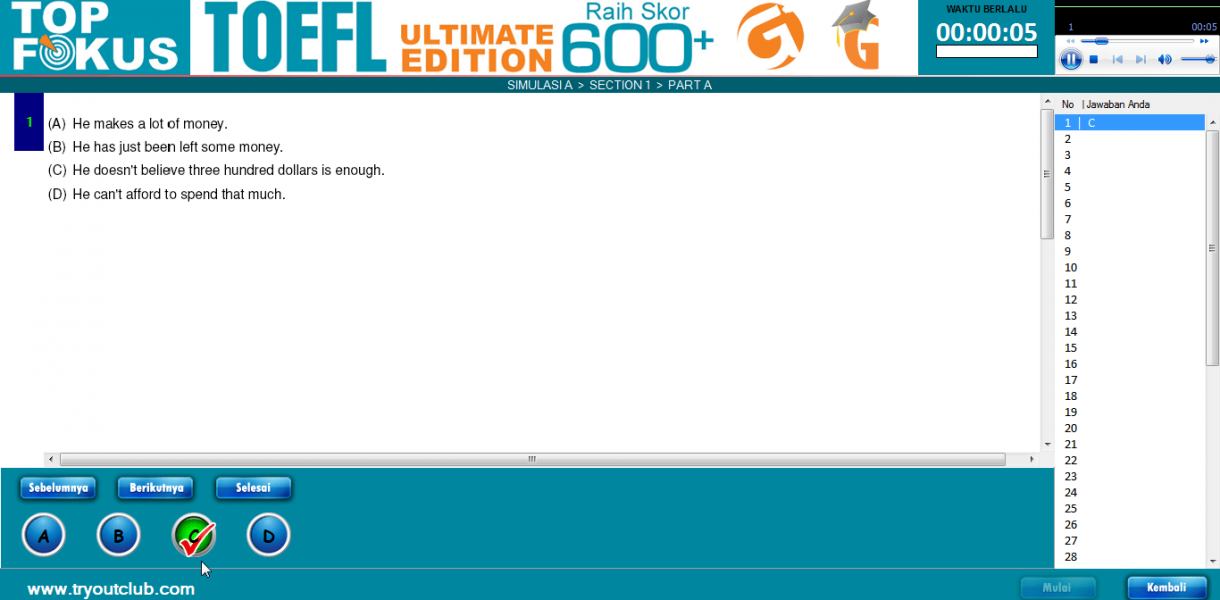 TOP
FOKUS
TOEFL
ULTIMATE
EDITION
Raih Skor
600+
G
WAKTU BERLALU
00:00:05
1 00:05
SIMULASI A > SECTION 1 > PART A
1
(A) He makes a lot of money.
(B) He has just been left some money.
(C) He doesn't believe three hundred dollars is enough.
(D) He can't afford to spend that much.
No | Jawaban Anda
1 | C
2
3
4
5
6
7
8
9
10
11
12
13
14
15
16
17
18
19
20
21
22
23
24
25
26
27
28
Sebelumnya Berikutnya Selesai
A B C D
www.tryoutclub.com
Mulai Kembali